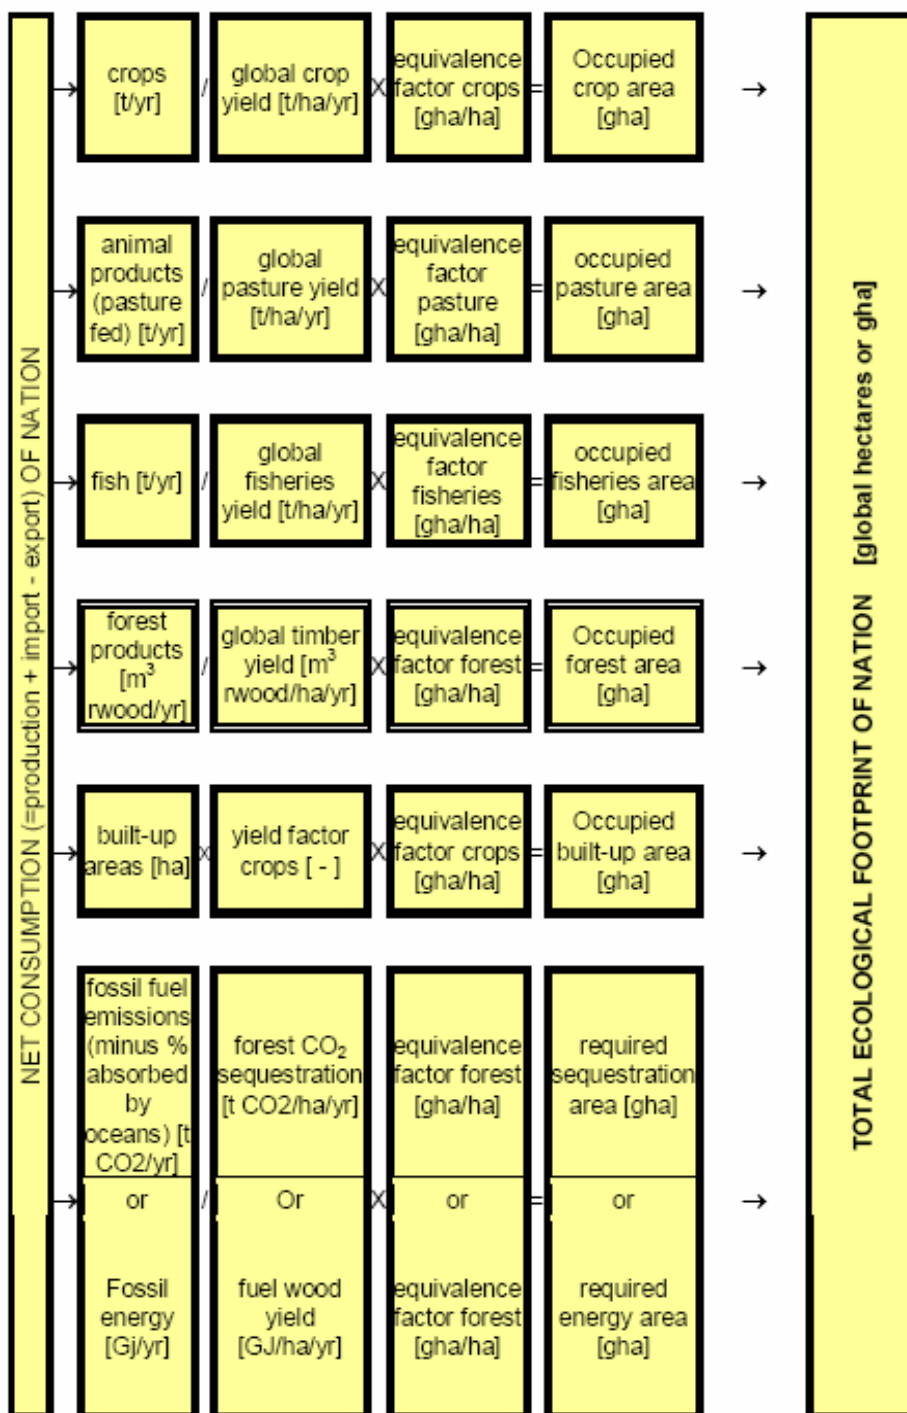 NET CONSUMPTION (=production + import - export) OF NATION
→
crops
[t/yr]
/
global crop
yield [t/ha/yr]
X
equivalence
factor crops
[gha/ha]
=
Occupied
crop area
[gha]
→
→
animal
products
(pasture
fed) [t/yr]
/
global
pasture yield
[t/ha/yr]
X
equivalence
factor
pasture
[gha/ha]
=
occupied
pasture area
[gha]
→
→
fish [t/yr]
/
global
fisheries
yield [t/ha/yr]
X
equivalence
factor
fisheries
[gha/ha]
=
occupied
fisheries area
[gha]
→
→
forest
products
[m³
rwood/yr]
/
global timber
yield [m³
rwood/ha/yr]
X
equivalence
factor forest
[gha/ha]
=
Occupied
forest area
[gha]
→
→
built-up
areas [ha]
x
yield factor
crops [ - ]
X
equivalence
factor crops
[gha/ha]
=
Occupied
built-up area
[gha]
→
→
fossil fuel
emissions
(minus %
absorbed
by
oceans) [t
CO2/yr]
or
Fossil
energy
[Gj/yr]
/
forest CO₂
sequestration
[t CO2/ha/yr]
Or
fuel wood
yield
[GJ/ha/yr]
X
equivalence
factor forest
[gha/ha]
or
equivalence
factor forest
[gha/ha]
=
required
sequestration
area [gha]
or
required
energy area
[gha]
→
TOTAL ECOLOGICAL FOOTPRINT OF NATION [global hectares or gha]